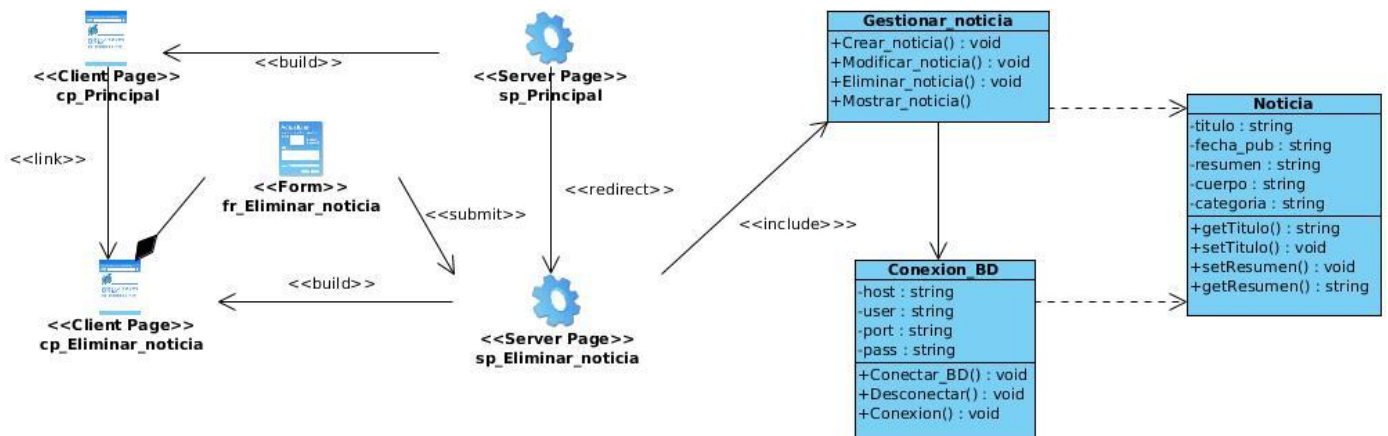 <<Client Page>>
cp_Principal
<<build>>
<<Server Page>>
sp_Principal
<<link>>
<<Form>>
fr_Eliminar_noticia
<<submit>>
<<redirect>>
<<build>>
<<Client Page>>
cp_Eliminar_noticia
<<Server Page>>
sp_Eliminar_noticia
<<include>>>
Gestionar_noticia
+Crear_noticia() : void
+Modificar_noticia() : void
+Eliminar_noticia() : void
+Mostrar_noticia()
Noticia
-titulo : string
-fecha_pub : string
-resumen : string
-cuerpo : string
-categoria : string
+getTitulo() : string
+setTitulo() : void
+setResumen() : void
+getResumen() : string
Conexion_BD
-host : string
-user : string
-port : string
-pass : string
+Conectar_BD() : void
+Desconectar() : void
+Conexion() : void